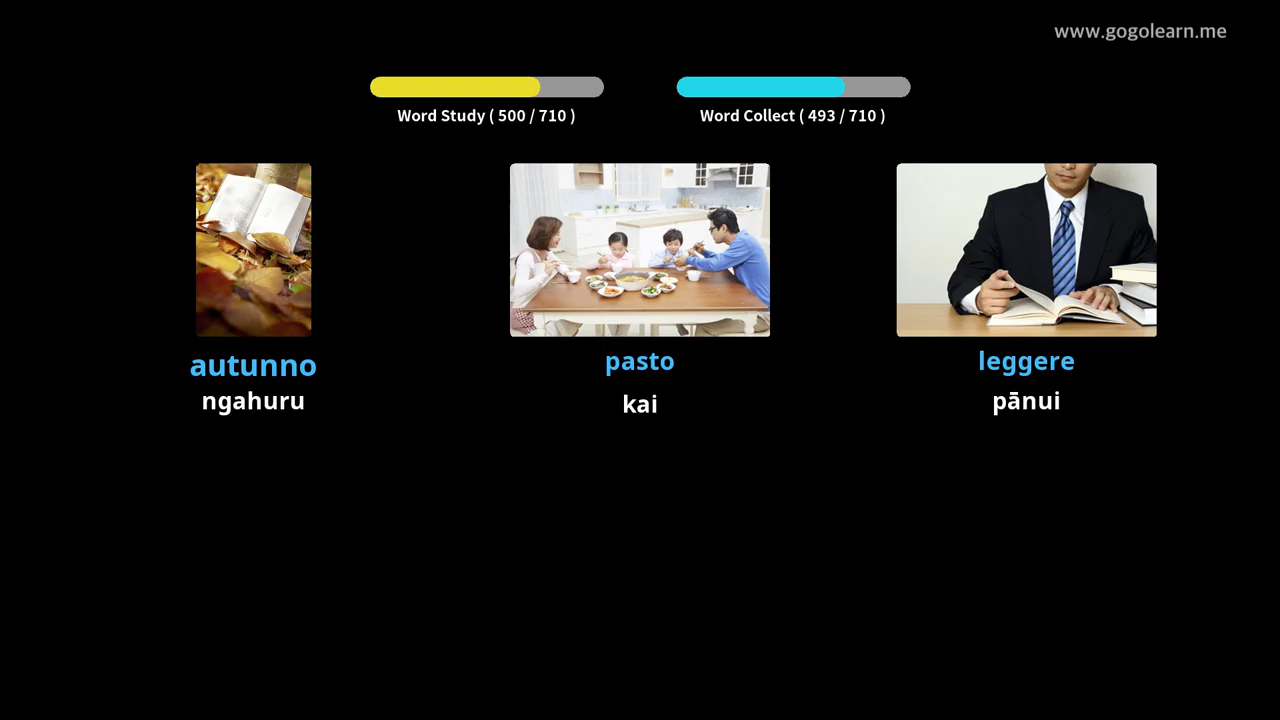 www.gogolearn.me
Word Study ( 500 / 710 )
Word Collect ( 493 / 710 )
autunno
ngahuru
pasto
kai
leggere
pānui